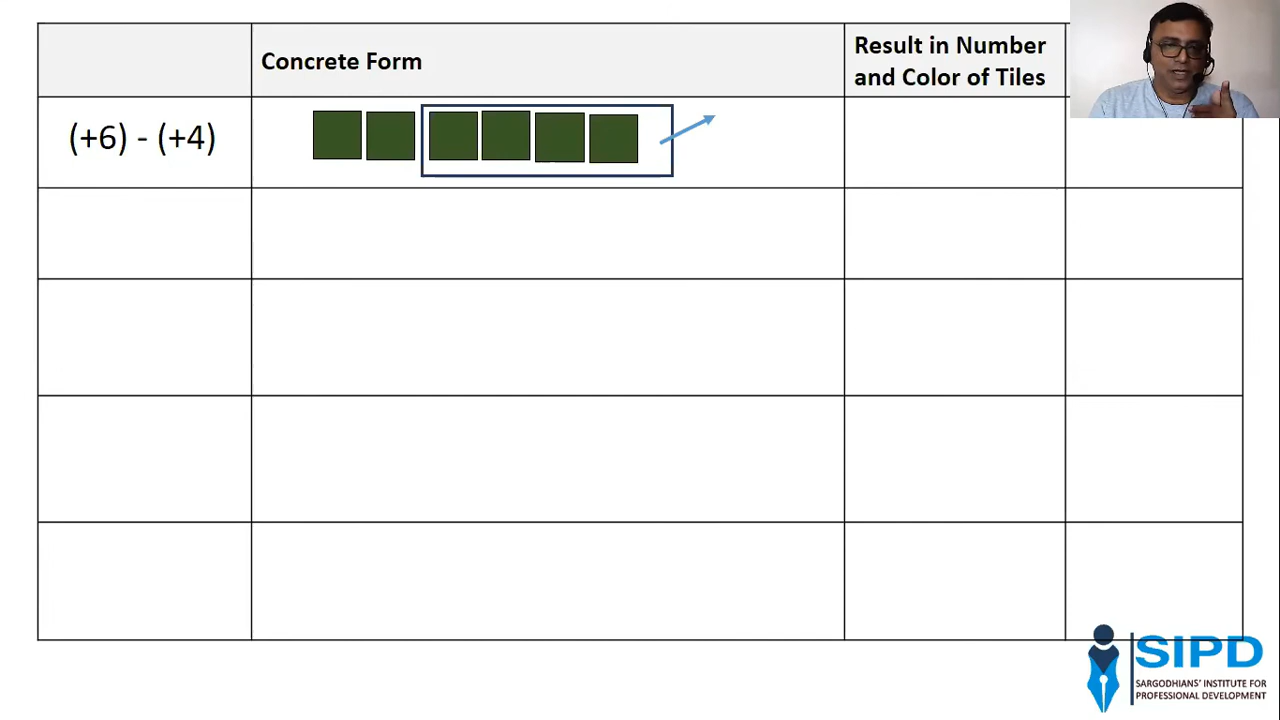 Concrete Form
Result in Number
and Color of Tiles
(+6) - (+4)
SIPD
SARGODHIANS' INSTITUTE FOR
PROFESSIONAL DEVELOPMENT